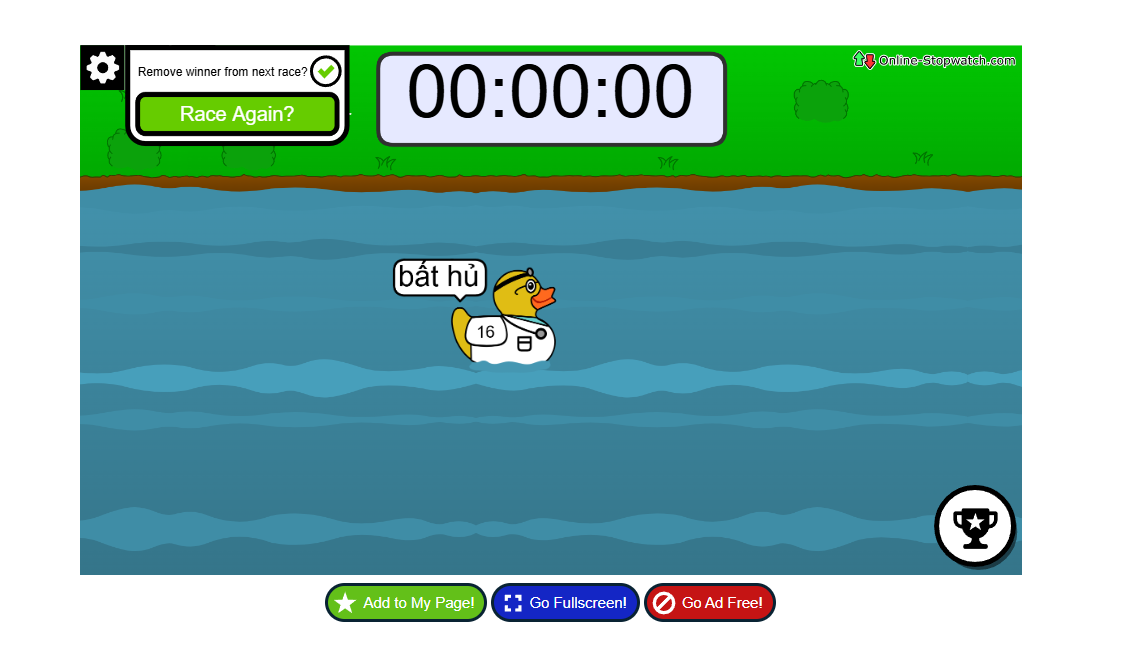 Remove winner from next race?
Race Again?
00:00:00
Online-Stopwatch.com
bất hủ
16
Add to My Page!
Go Fullscreen!
Go Ad Free!